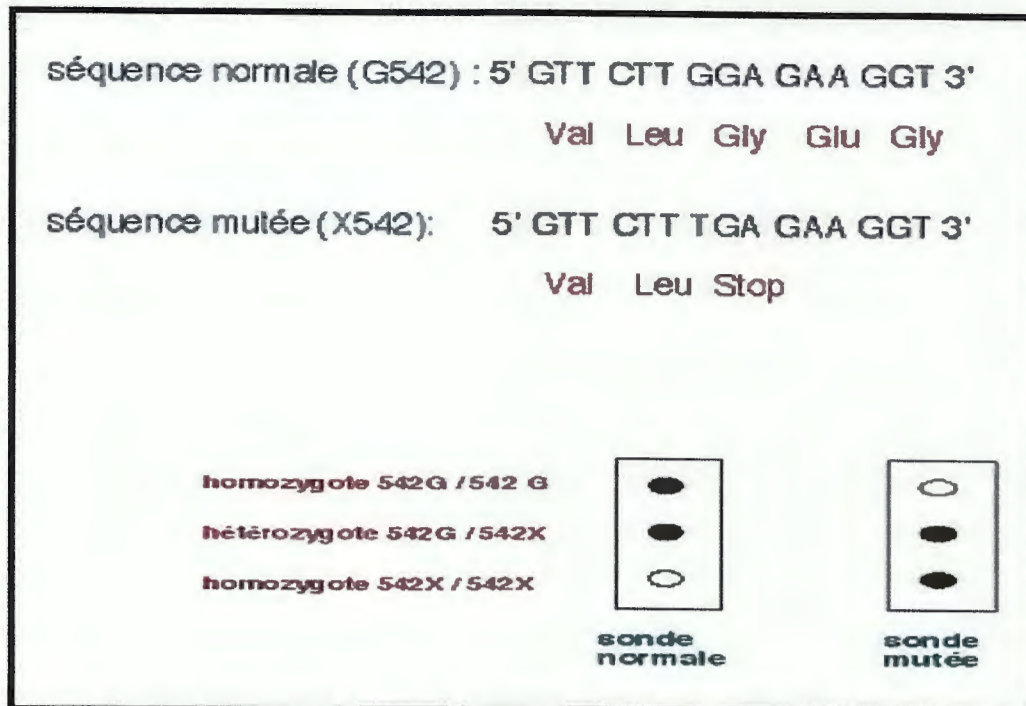 séquence normale (G542) : 5' GTT CTT GGA GAA GGT 3'
Val Leu Gly Glu Gly
séquence mutée (X542): 5' GTT CTT TGA GAA GGT 3'
Val Leu Stop
homozygote 542G / 542 G
hétérozygote 542G / 542X
homozygote 542X / 542X
sonde normale
sonde mutée